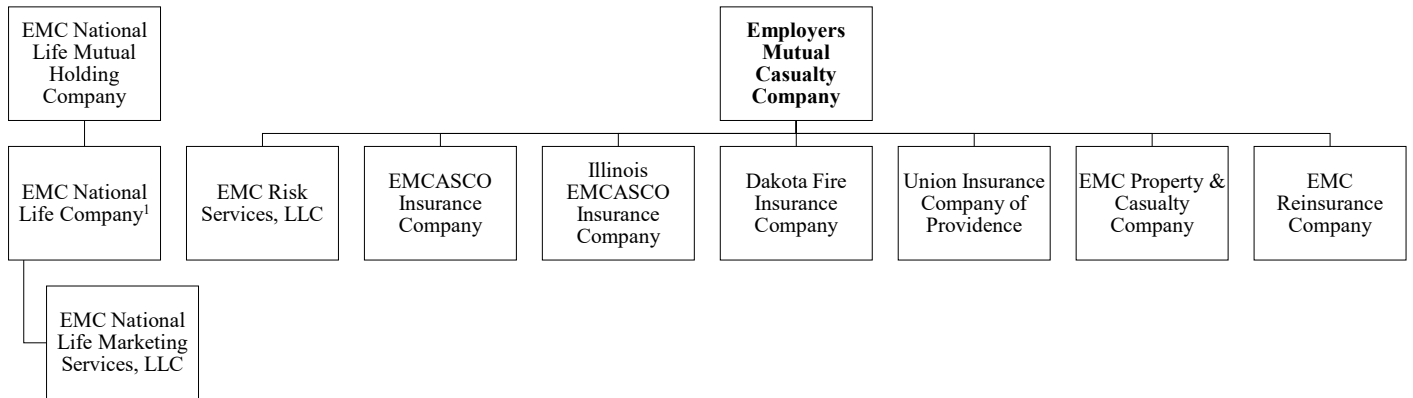 EMC National
Life Mutual
Holding
Company
Employers
Mutual
Casualty
Company
EMC National
Life Company¹
EMC Risk
Services, LLC
EMCASCO
Insurance
Company
Illinois
EMCASCO
Insurance
Company
Dakota Fire
Insurance
Company
Union Insurance
Company of
Providence
EMC Property &
Casualty
Company
EMC
Reinsurance
Company
EMC National
Life Marketing
Services, LLC